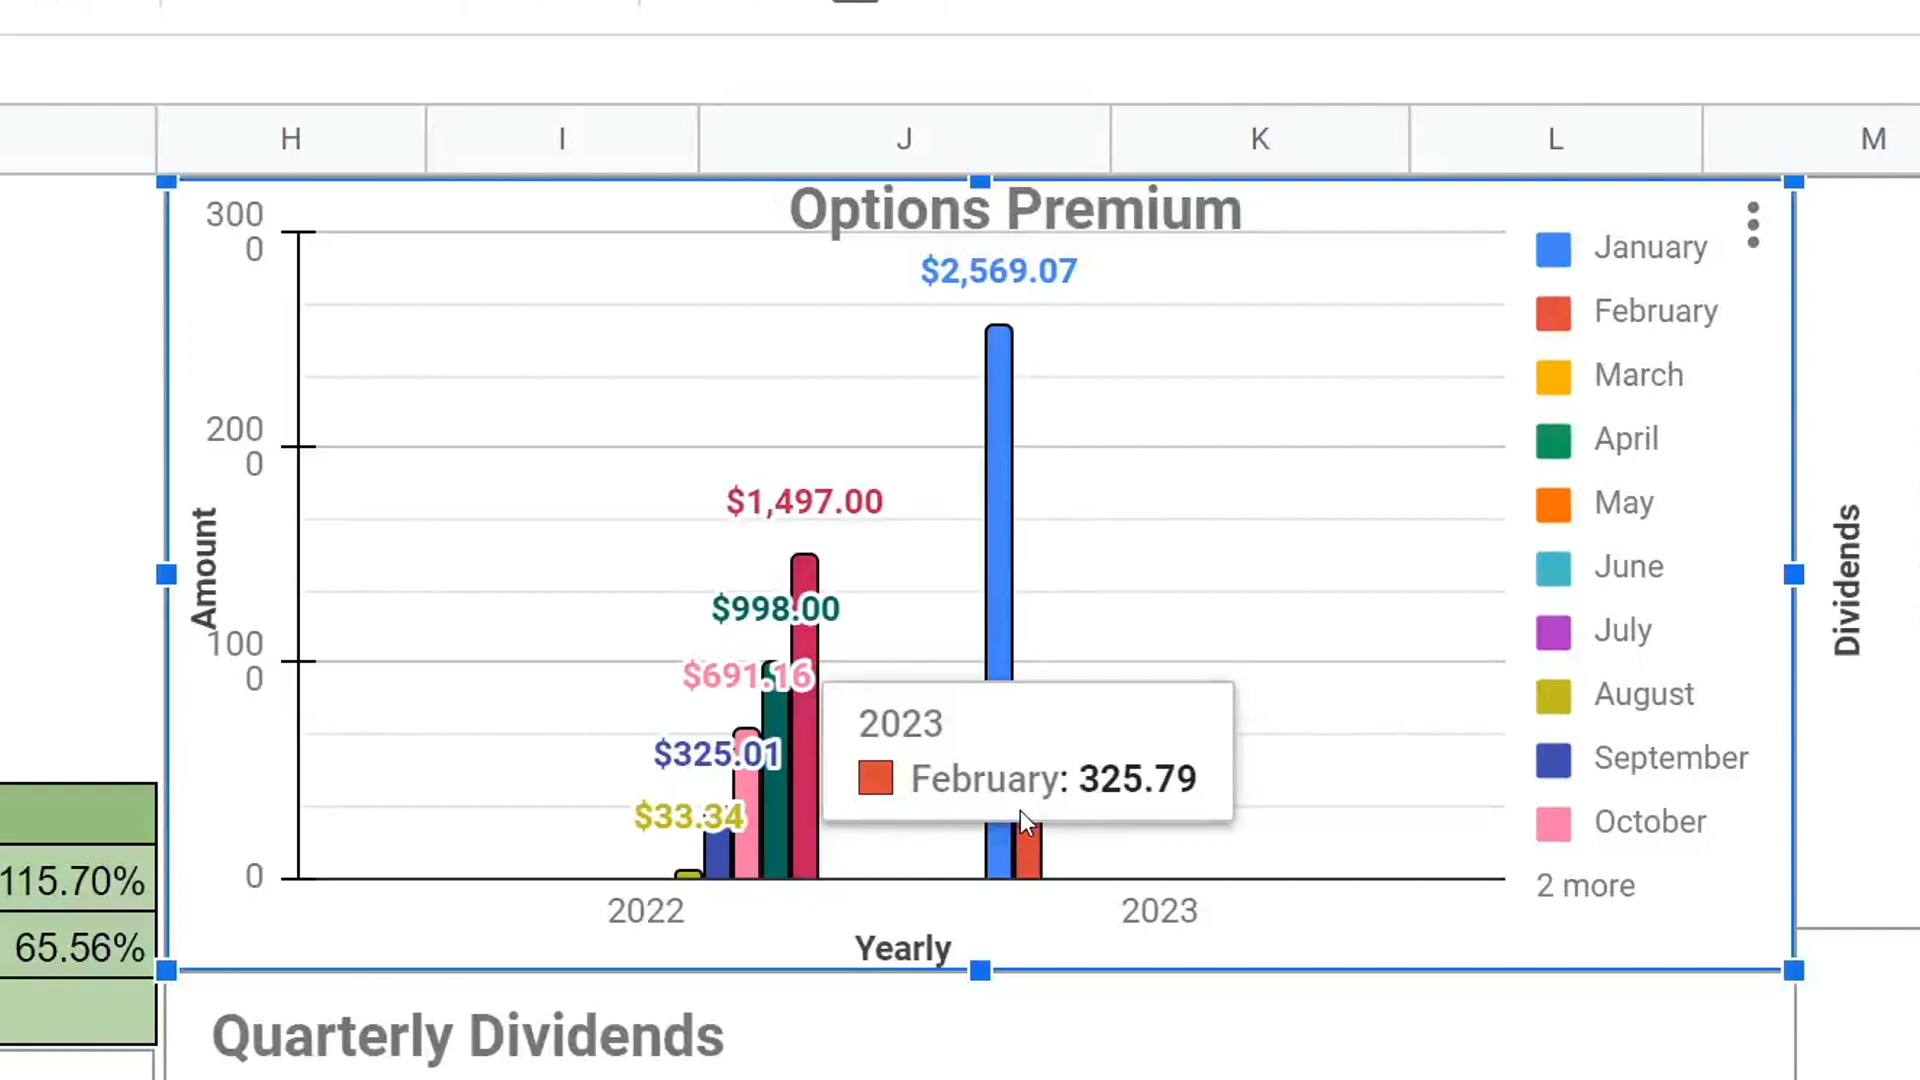 H I J K L M
Options Premium
300
0
$2,569.07
January
February
March
200
0
April
$1,497.00
May
Amount
Dividends
June
$998.00
100
0
July
$691.16
August
2023
$325.01
September
February: 325.79
$33.34
October
0
2 more
115.70%
2022 2023
65.56%
Yearly
Quarterly Dividends